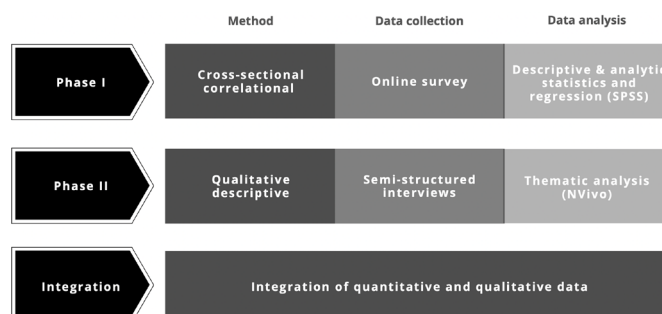 Method
Data collection
Data analysis
Phase I
Cross-sectional
correlational
Online survey
Descriptive & analytic
statistics and
regression (SPSS)
Phase II
Qualitative
descriptive
Semi-structured
interviews
Thematic analysis
(NVivo)
Integration
Integration of quantitative and qualitative data